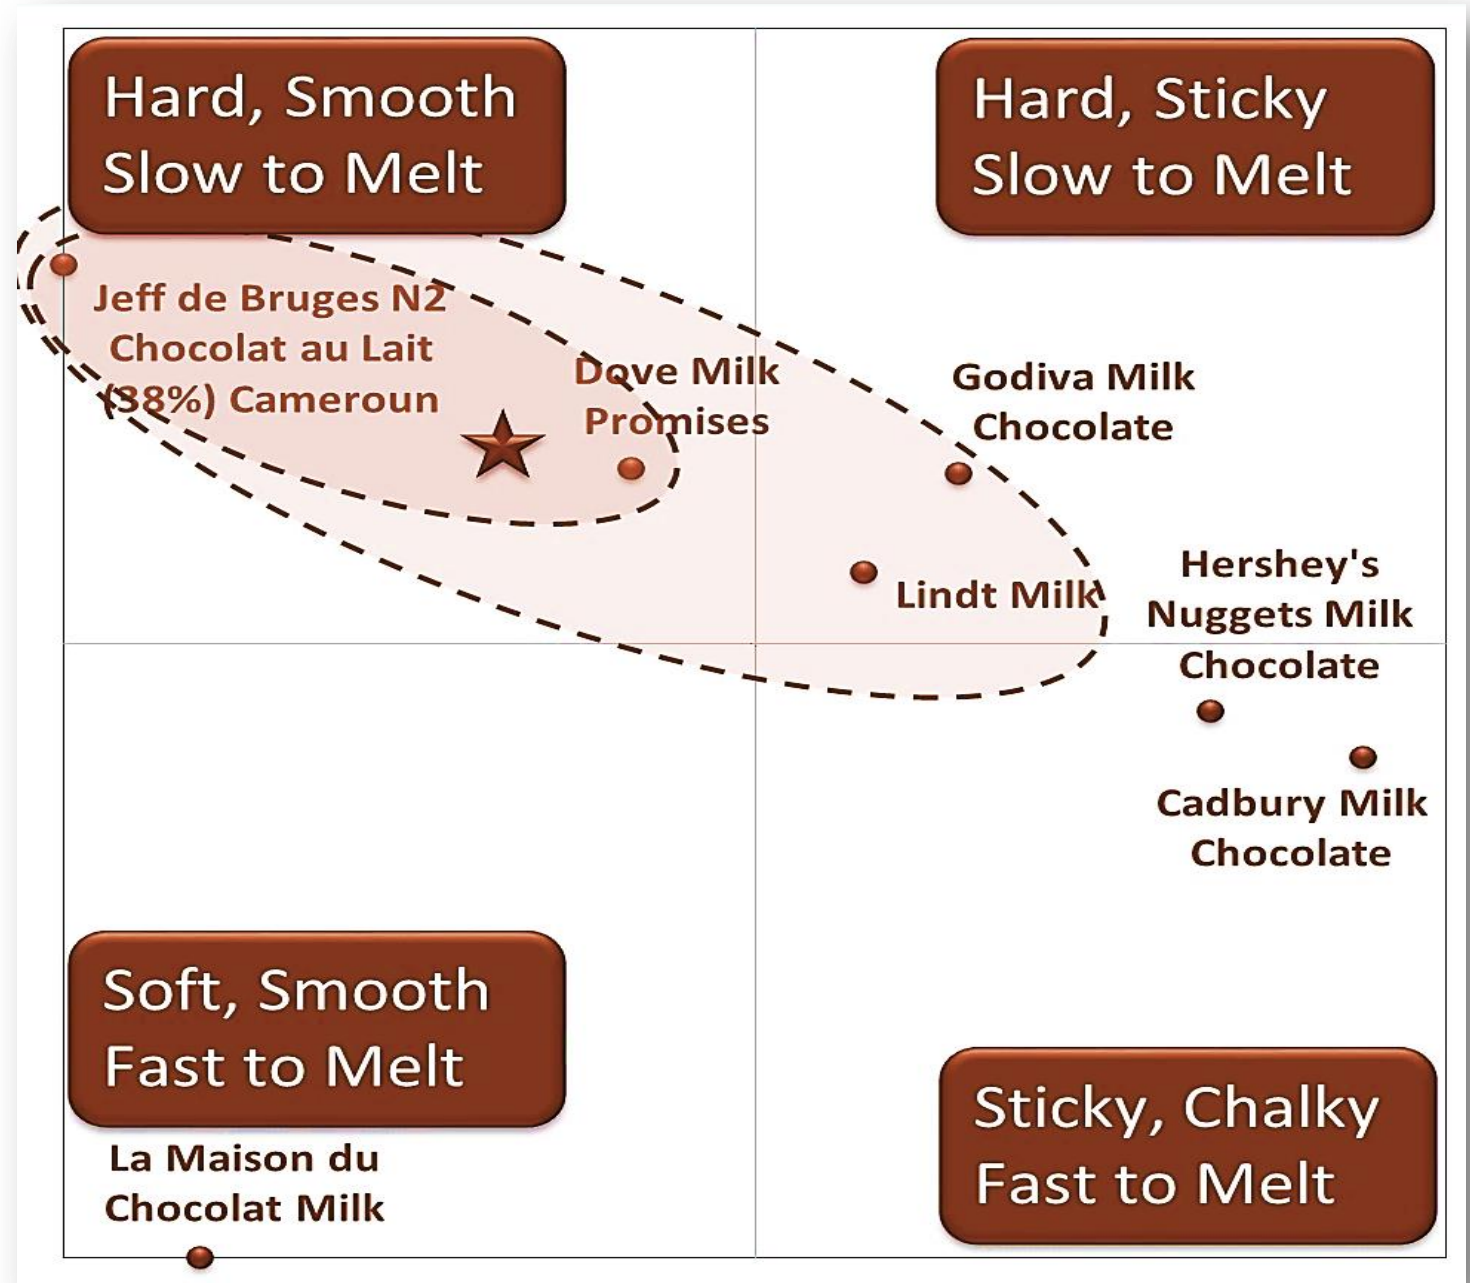 Hard, Smooth
Slow to Melt
Hard, Sticky
Slow to Melt
Jeff de Bruges N2
Chocolat au Lait
(38%) Cameroun
Dove Milk
Promises
Godiva Milk
Chocolate
Lindt Milk
Hershey's
Nuggets Milk
Chocolate
Cadbury Milk
Chocolate
Soft, Smooth
Fast to Melt
La Maison du
Chocolat Milk
Sticky, Chalky
Fast to Melt